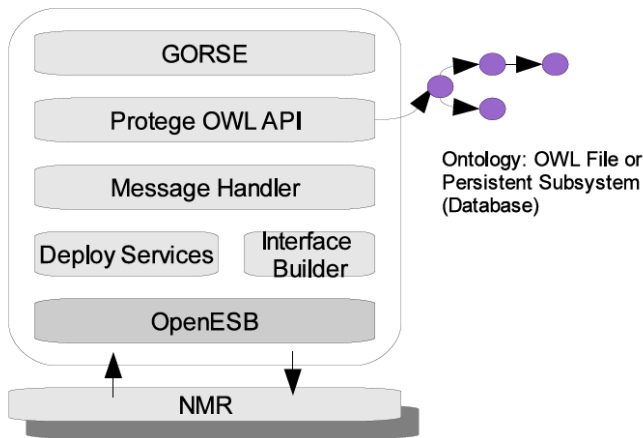 GORSE
Protege OWL API
Message Handler
Deploy Services
Interface
Builder
OpenESB
NMR
Ontology: OWL File or
Persistent Subsystem
(Database)